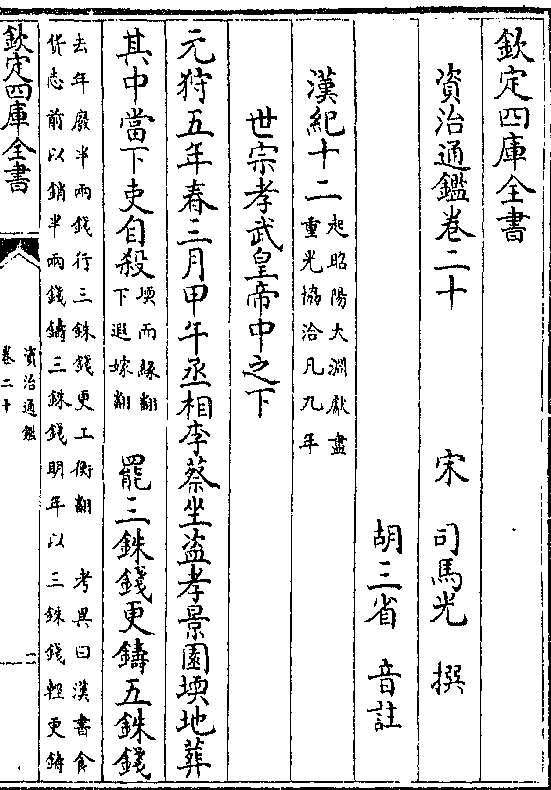 欽定四庫全書
資治通鑑卷二十
宋 司馬光 撰
胡三省 音註
漢紀十二起昭陽大淵獻盡
重光協洽凡九年
世宗孝武皇帝中之下
元狩五年春三月甲午丞相李蔡坐盜孝景園堧地葬
其中當下吏自殺堧而縁翻
下遐嫁翻
罷三銖錢更鑄五銖錢
去年廢半兩錢行三銖錢更工衡翻 考異曰漢書食
貨志前以銷半兩錢鑄三銖錢明年以三銖錢輕更鑄
欽定四庫全書
資治通鑑
卷二十
一